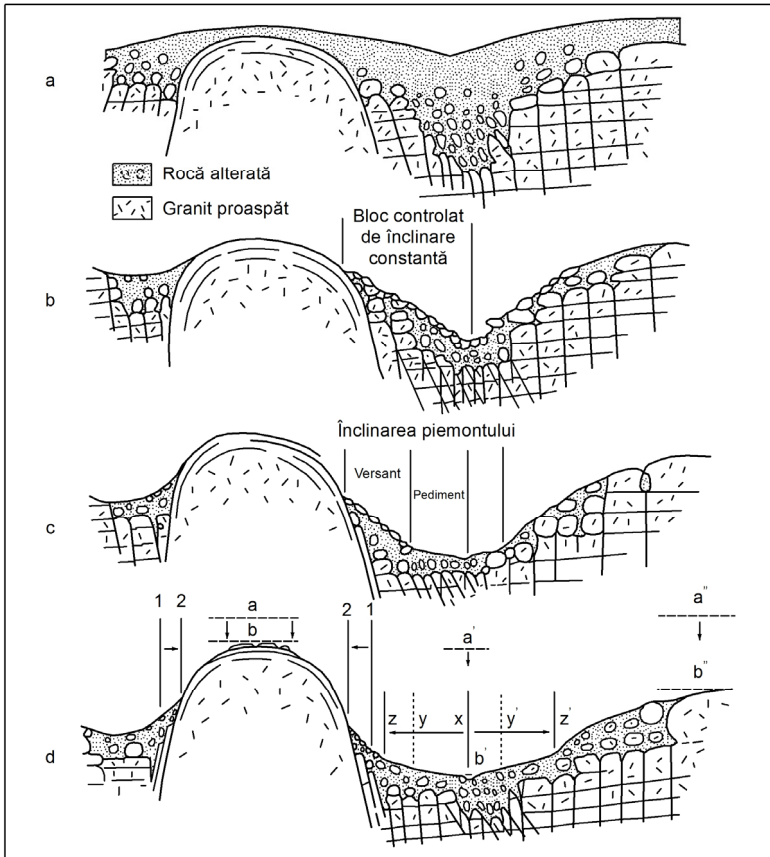 a
Rocă alterată
Granit proaspăt
Bloc controlat
de înclinare
constantă
b
Înclinarea piemontului
Versant
Pediment
c
1 2 a 2 1 a' a"
b
b"
z y x y' z'
b'
d